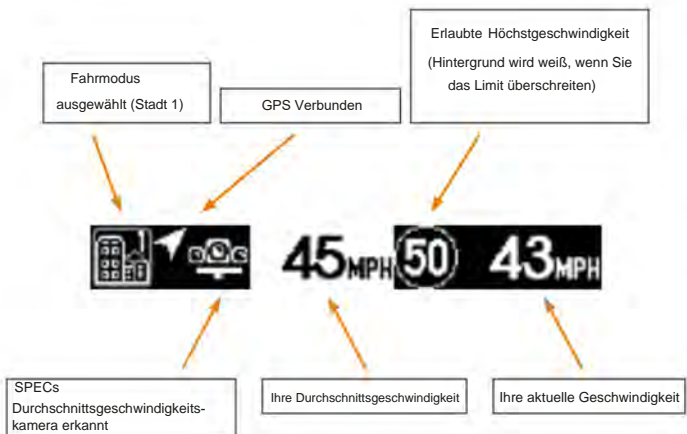 Erlaubte Höchstgeschwindigkeit
(Hintergrund wird weiß, wenn Sie
das Limit überschreiten)
Fahrmodus
ausgewählt (Stadt 1)
GPS Verbunden
1
45MPH
50
43MPH
SPECs
Durchschnittsgeschwindigkeits-
kamera erkannt
Ihre Durchschnittsgeschwindigkeit
Ihre aktuelle Geschwindigkeit